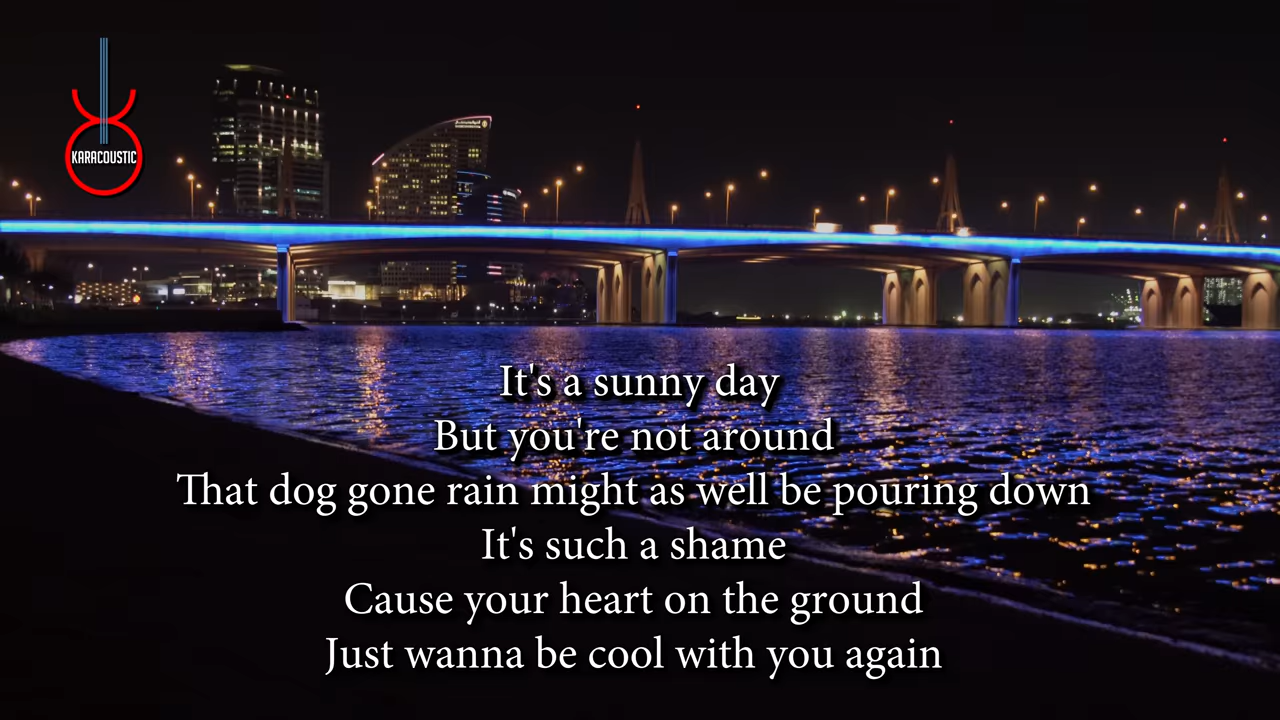 KARACOUSTIC
It's a sunny day
But you're not around
That dog gone rain might as well be pouring down
It's such a shame
Cause your heart on the ground
Just wanna be cool with you again